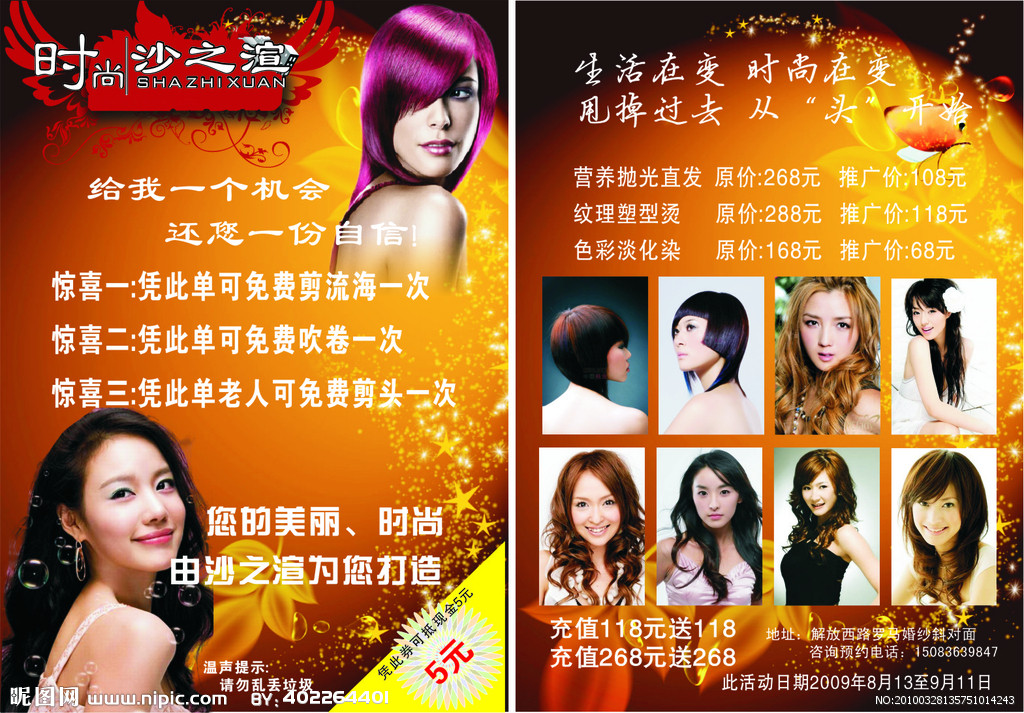 时尚 沙之渲
SHAZHIXUAN
给我一个机会
还您一份自信!
惊喜一:凭此单可免费剪流海一次
惊喜二:凭此单可免费吹卷一次
惊喜三:凭此单老人可免费剪头一次
您的美丽、时尚
由沙之渲为您打造
凭此券可抵现金5元
5元
温声提示:
请勿乱丢垃圾
昵图网 www.nipic.com BY: 402264401
生活在变 时尚在变
甩掉过去 从“头”开始
营养抛光直发 原价:268元 推广价:108元
纹理塑型烫 原价:288元 推广价:118元
色彩淡化染 原价:168元 推广价:68元
充值118元送118
充值268元送268
地址: 解放西路罗马婚纱斜对面
咨询预约电话: 15083639847
此活动日期2009年8月13至9月11日
NO:20100328135751014243